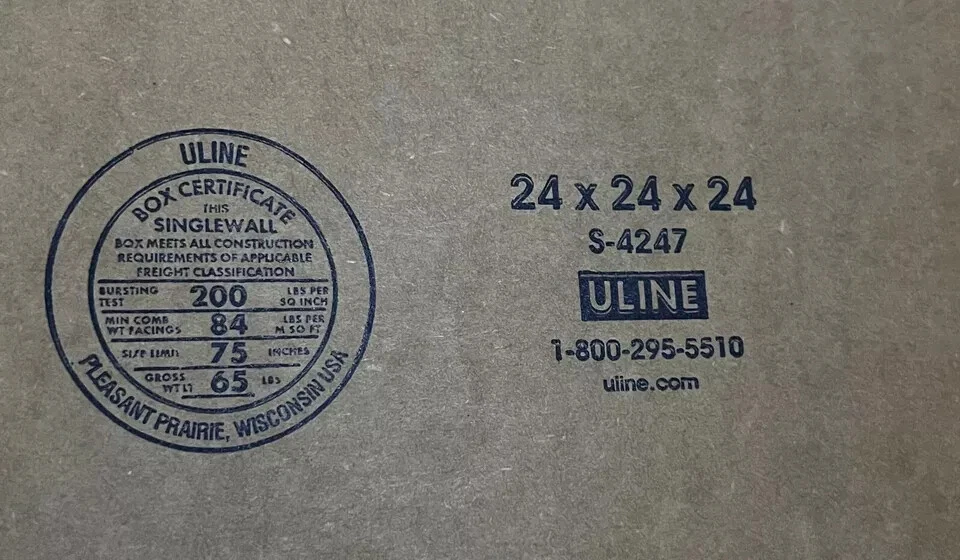 ULINE
BOX CERTIFICATE
THIS
SINGLEWALL
BOX MEETS ALL CONSTRUCTION
REQUIREMENTS OF APPLICABLE
FREIGHT CLASSIFICATION
BURSTING TEST 200 LBS PER SQ INCH
MIN COMB WT FACINGS 84 LBS PER M SQ FT
SIZE LIMIT 75 INCHES
GROSS WT LT 65 LBS
PLEASANT PRAIRIE, WISCONSIN USA
24 x 24 x 24
S-4247
ULINE
1-800-295-5510
uline.com